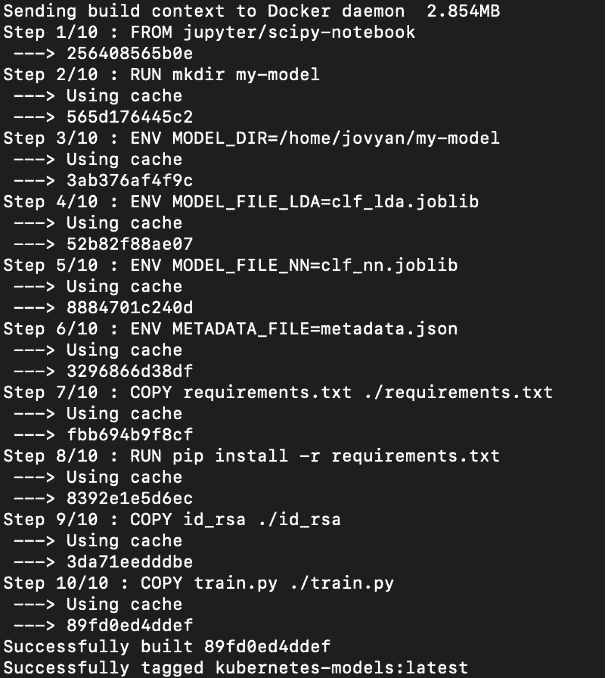 Sending build context to Docker daemon  2.854MB
Step 1/10 : FROM jupyter/scipy-notebook
 ---> 256408565b0e
Step 2/10 : RUN mkdir my-model
 ---> Using cache
 ---> 565d176445c2
Step 3/10 : ENV MODEL_DIR=/home/jovyan/my-model
 ---> Using cache
 ---> 3ab376af4f9c
Step 4/10 : ENV MODEL_FILE_LDA=clf_lda.joblib
 ---> Using cache
 ---> 52b82f88ae07
Step 5/10 : ENV MODEL_FILE_NN=clf_nn.joblib
 ---> Using cache
 ---> 8884701c240d
Step 6/10 : ENV METADATA_FILE=metadata.json
 ---> Using cache
 ---> 3296866d38df
Step 7/10 : COPY requirements.txt ./requirements.txt
 ---> Using cache
 ---> fbb694b9f8cf
Step 8/10 : RUN pip install -r requirements.txt
 ---> Using cache
 ---> 8392e1e5d6ec
Step 9/10 : COPY id_rsa ./id_rsa
 ---> Using cache
 ---> 3da71eedddbe
Step 10/10 : COPY train.py ./train.py
 ---> Using cache
 ---> 89fd0ed4ddef
Successfully built 89fd0ed4ddef
Successfully tagged kubernetes-models:latest